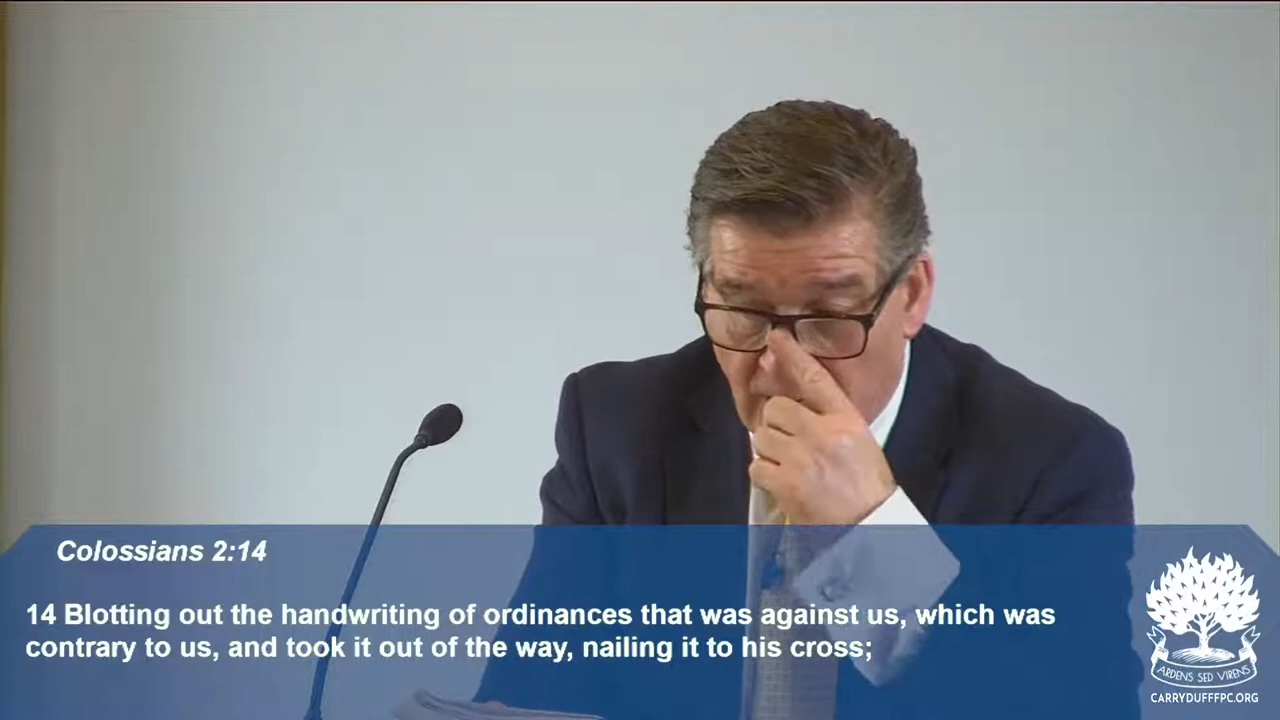 Colossians 2:14
14 Blotting out the handwriting of ordinances that was against us, which was
contrary to us, and took it out of the way, nailing it to his cross;
ARDENS SED VIRENS
CARRYDUFFFPC.ORG